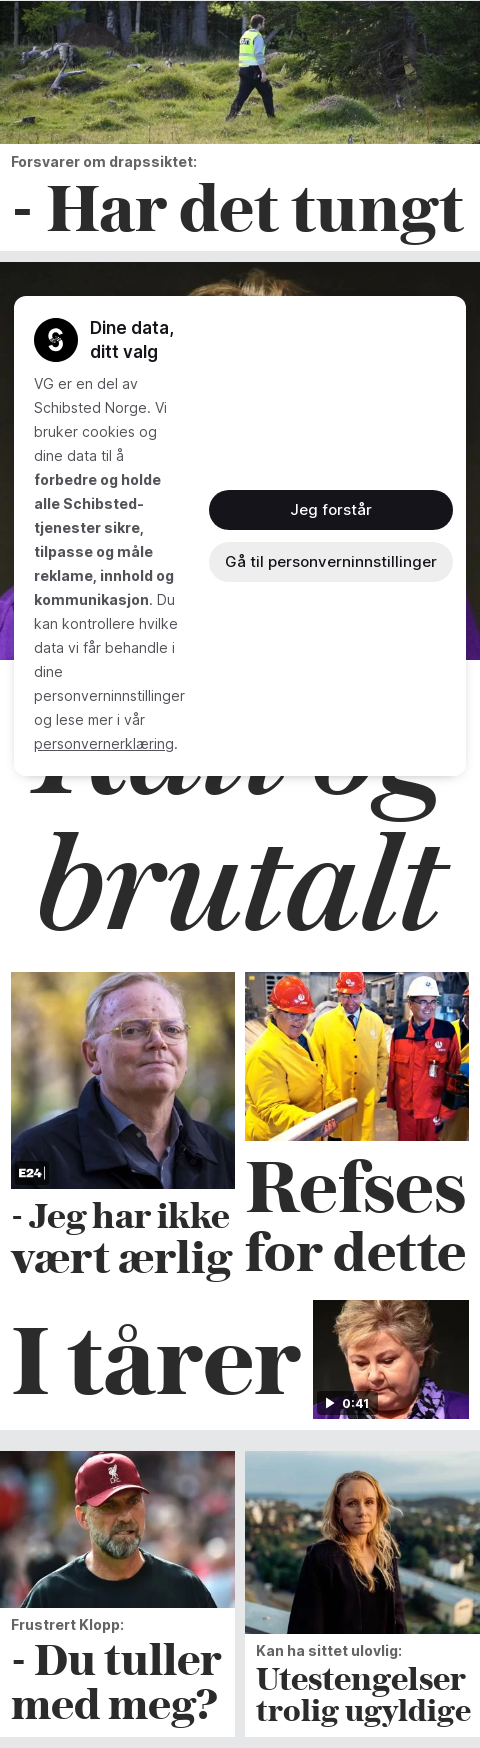 Forsvarer om drapssiktet:
- Har det tungt
Dine data,
ditt valg
VG er en del av
Schibsted Norge. Vi
bruker cookies og
dine data til å
forbedre og holde
alle Schibsted-
tjenester sikre,
tilpasse og måle
reklame, innhold og
kommunikasjon. Du
kan kontrollere hvilke
data vi får behandle i
dine
personverninnstillinger
og lese mer i vår
personvernerklæring.
Jeg forstår
Gå til personverninnstillinger
og
brutalt
E24
- Jeg har ikke
vært ærlig
Refses
for dette
I tårer
0:41
Frustrert Klopp:
- Du tuller
med meg?
Kan ha sittet ulovlig:
Utestengelser
trolig ugyldige